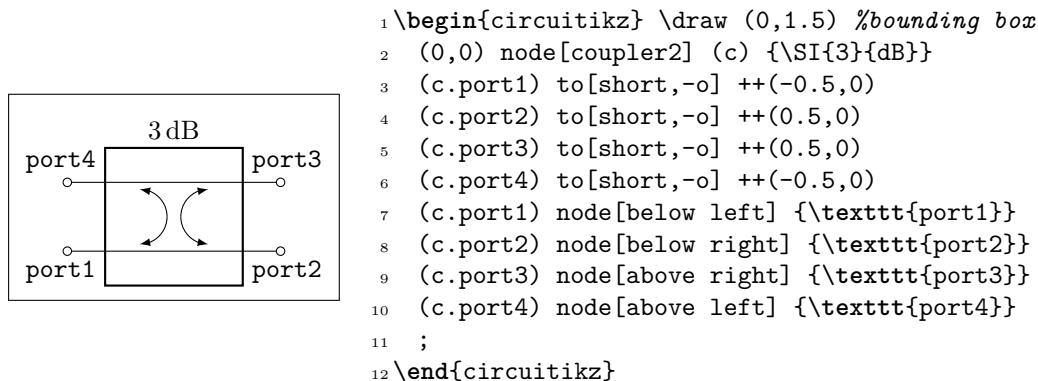 3 dB
port4 port3
port1 port2
1 \begin{circuitikz} \draw (0,1.5) %bounding box
2 (0,0) node[coupler2] (c) {\SI{3}{dB}}
3 (c.port1) to[short,-o] ++(-0.5,0)
4 (c.port2) to[short,-o] ++(0.5,0)
5 (c.port3) to[short,-o] ++(0.5,0)
6 (c.port4) to[short,-o] ++(-0.5,0)
7 (c.port1) node[below left] {\texttt{port1}}
8 (c.port2) node[below right] {\texttt{port2}}
9 (c.port3) node[above right] {\texttt{port3}}
10 (c.port4) node[above left] {\texttt{port4}}
11 ;
12 \end{circuitikz}